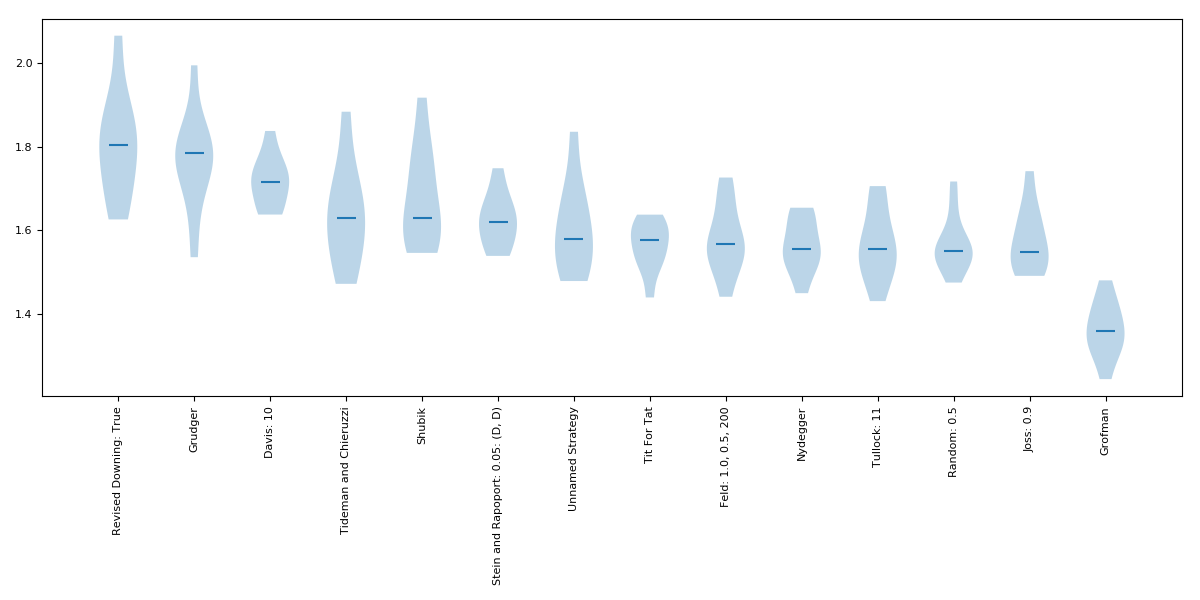 2.0
1.8
1.6
1.4
Revised Downing: True
Grudger
Davis: 10
Tideman and Chieruzzi
Shubik
Stein and Rapoport: 0.05: (D, D)
Unnamed Strategy
Tit For Tat
Feld: 1.0, 0.5, 200
Nydegger
Tullock: 11
Random: 0.5
Joss: 0.9
Grofman